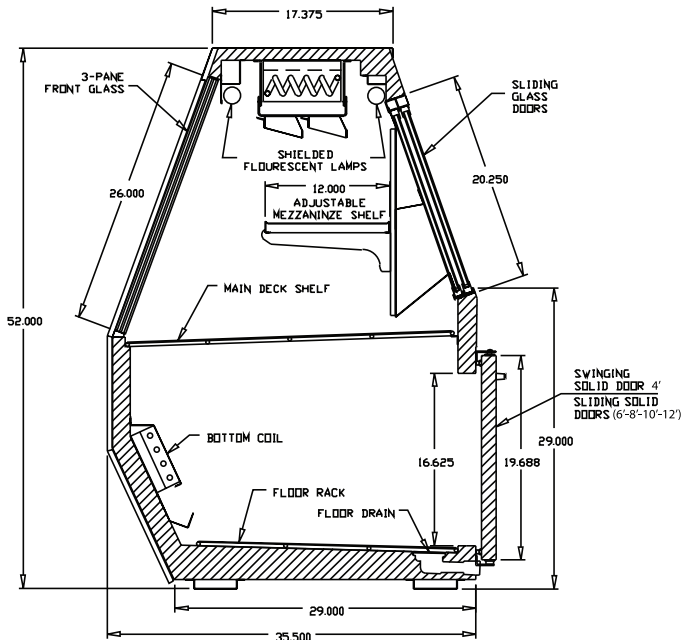 17.375
3-PANE
FRONT GLASS
SLIDING
GLASS
DOORS
SHIELDED
FLOURESCENT LAMPS
26.000
12.000
20.250
ADJUSTABLE
MEZZANINZE SHELF
MAIN DECK SHELF
52.000
SWINGING
SOLID DOOR 4'
SLIDING SOLID
DOORS (6'-8'-10'-12')
BOTTOM COIL
29.000
16.625
19.688
FLOOR RACK
FLOOR DRAIN
29.000
35.500